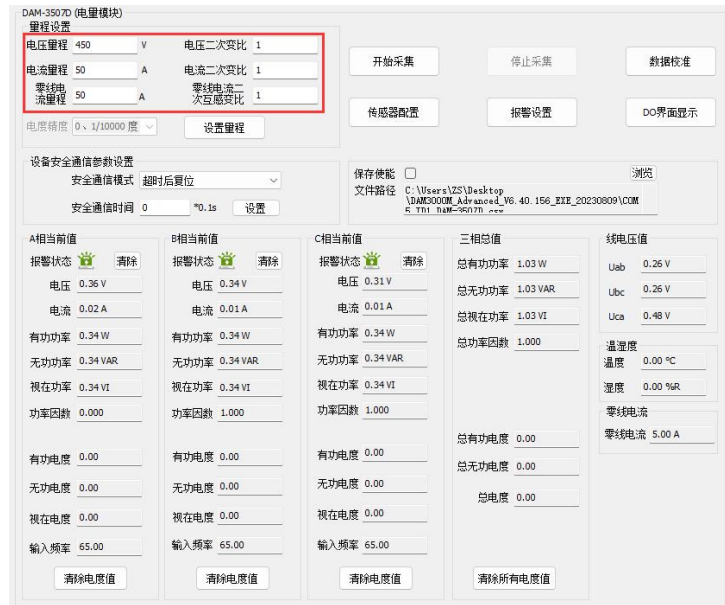 DAM-3507D (电量模块)
量程设置
电压量程 450 V 电压二次变比 1
电流量程 50 A 电流二次变比 1
零线电流量程 50 A 零线电流二次互感变比 1
电度精度 0、1/10000 度 设置量程
开始采集 停止采集 数据校准
传感器配置 报警设置 DO界面显示
设备安全通信参数设置
安全通信模式 超时后复位
安全通信时间 0 *0.1s 设置
保存使能 浏览
文件路径 C:\Users\ZS\Desktop
\DAM3000M_Advanced_V6.40.156_EXE_20230809\COM
5_ID1_DAM-3507D.csv
A相当前值
报警状态 清除
电压 0.36 V
电流 0.02 A
有功功率 0.34 W
无功功率 0.34 VAR
视在功率 0.34 VI
功率因数 0.000
有功电度 0.00
无功电度 0.00
视在电度 0.00
输入频率 65.00
清除电度值
B相当前值
报警状态 清除
电压 0.34 V
电流 0.01 A
有功功率 0.34 W
无功功率 0.34 VAR
视在功率 0.34 VI
功率因数 1.000
有功电度 0.00
无功电度 0.00
视在电度 0.00
输入频率 65.00
清除电度值
C相当前值
报警状态 清除
电压 0.31 V
电流 0.01 A
有功功率 0.34 W
无功功率 0.34 VAR
视在功率 0.34 VI
功率因数 1.000
有功电度 0.00
无功电度 0.00
视在电度 0.00
输入频率 65.00
清除电度值
三相总值
总有功功率 1.03 W
总无功功率 1.03 VAR
总视在功率 1.03 VI
总功率因数 1.000
总有功电度 0.00
总无功电度 0.00
总电度 0.00
清除所有电度值
线电压值
Uab 0.26 V
Ubc 0.26 V
Uca 0.48 V
温湿度
温度 0.00 ℃
湿度 0.00 %R
零线电流
零线电流 5.00 A